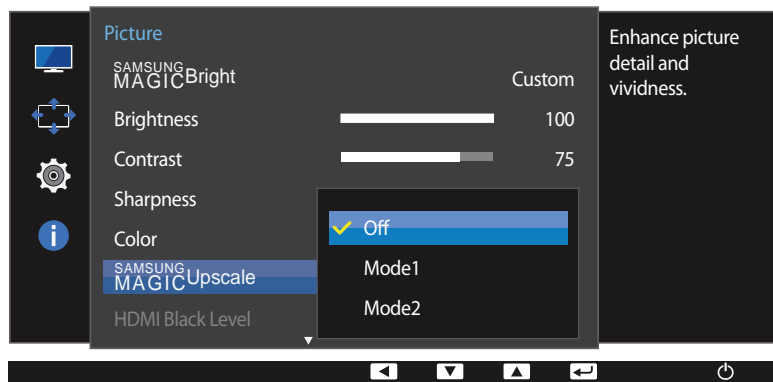 Picture
SAMSUNG
MAGICBright
Custom
Brightness
100
Contrast
75
Sharpness
Color
SAMSUNG
MAGICUpscale
HDMI Black Level
Off
Mode1
Mode2
Enhance picture
detail and
vividness.